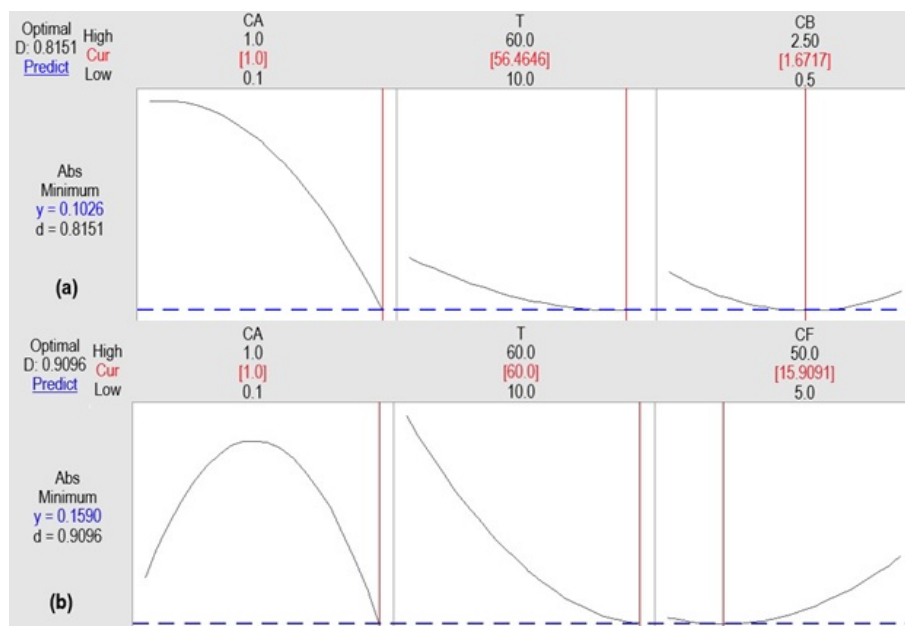 Optimal
D: 0.8151
Predict
High
Cur
Low
CA
1.0
[1.0]
0.1
T
60.0
[56.4646]
10.0
CB
2.50
[1.6717]
0.5
Abs
Minimum
y = 0.1026
d = 0.8151
(a)
Optimal
D: 0.9096
Predict
High
Cur
Low
CA
1.0
[1.0]
0.1
T
60.0
[60.0]
10.0
CF
50.0
[15.9091]
5.0
Abs
Minimum
y = 0.1590
d = 0.9096
(b)